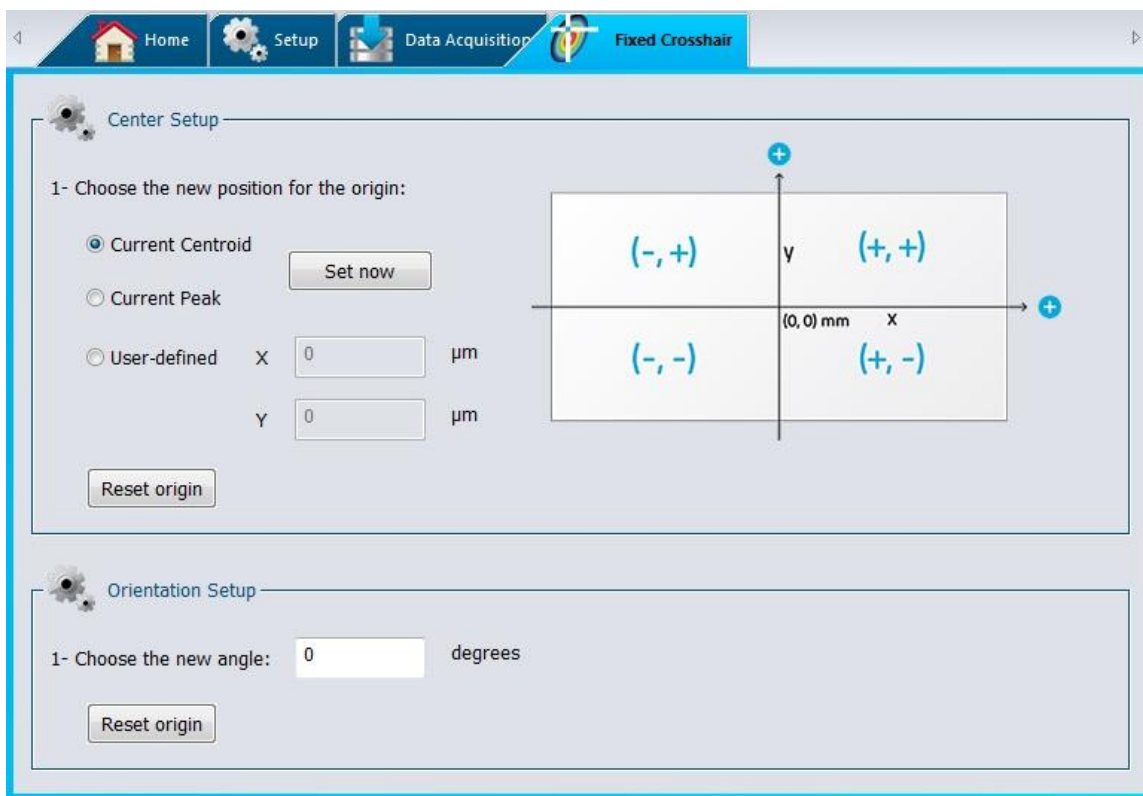 Home
Setup
Data Acquisition
Fixed Crosshair
Center Setup
1- Choose the new position for the origin:
Current Centroid
Set now
Current Peak
User-defined X 0 µm
Y 0 µm
Reset origin
(-, +)
y
(+, +)
(0, 0) mm x
(-, -)
(+, -)
Orientation Setup
1- Choose the new angle: 0 degrees
Reset origin